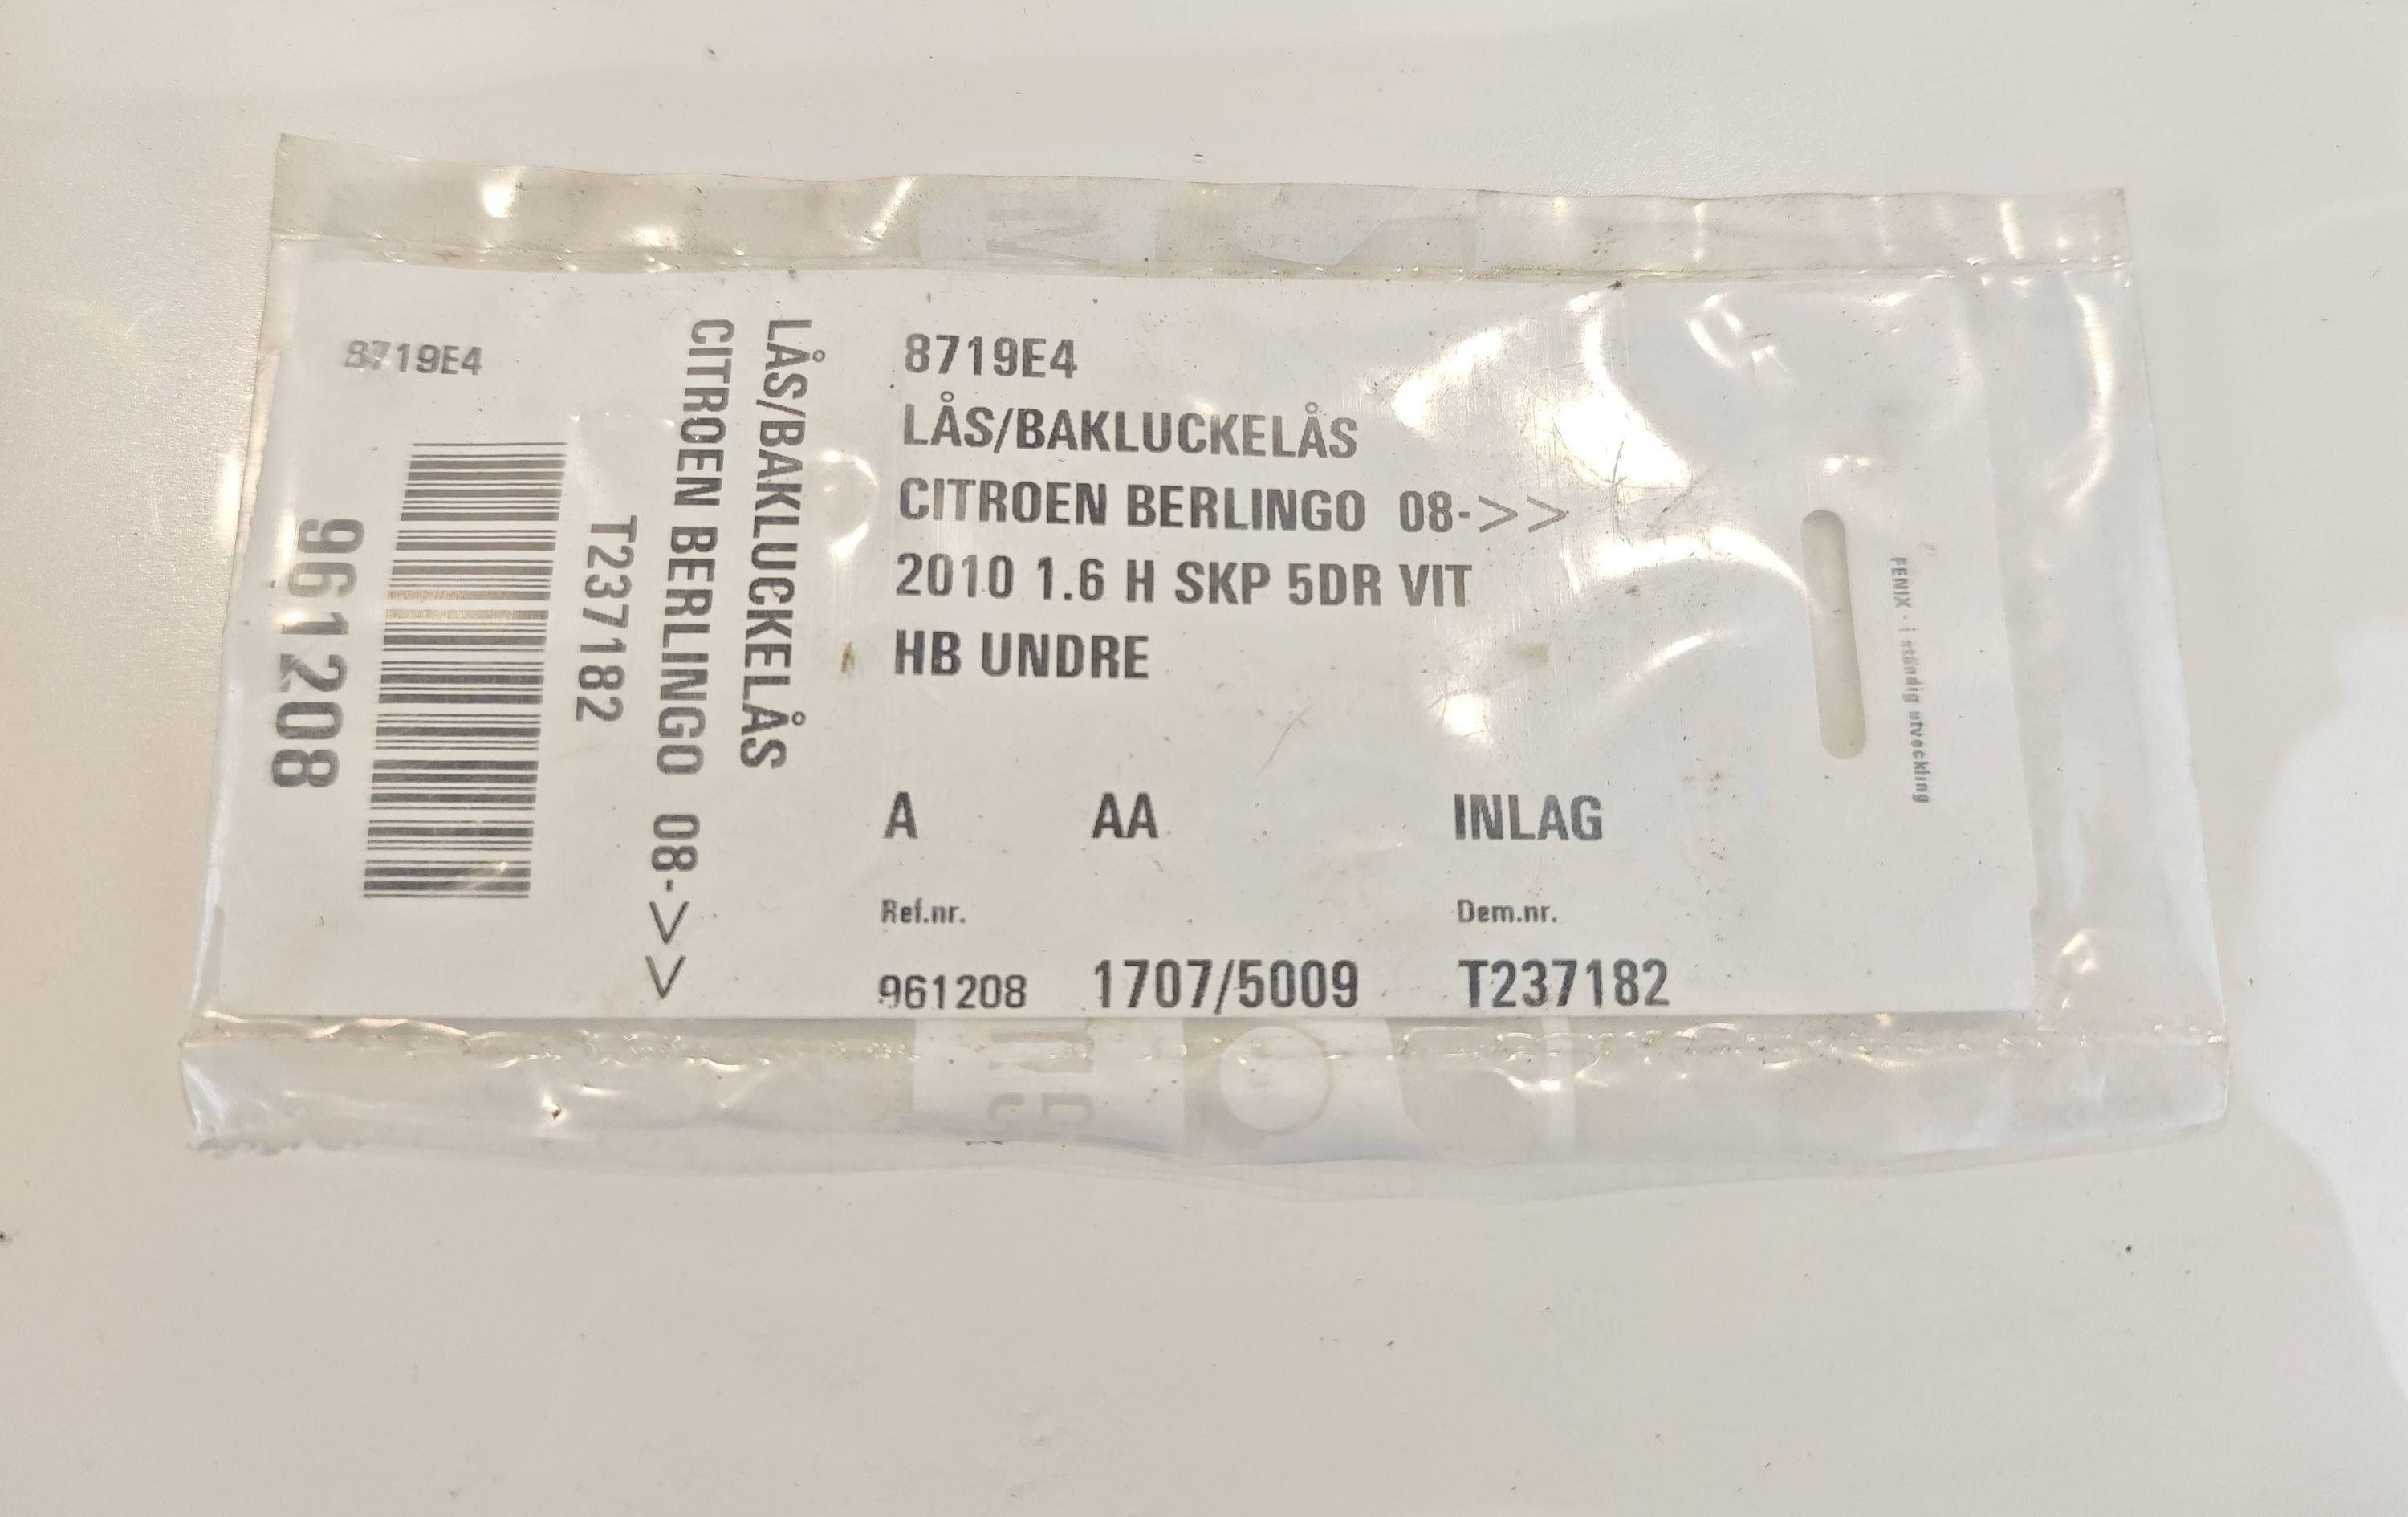 8719E4
961208
T237182
CITROEN BERLINGO 08->>
LÅS/BAKLUCKELÅS
8719E4
LÅS/BAKLUCKELÅS
CITROEN BERLINGO 08->>
2010 1.6 H SKP 5DR VIT
HB UNDRE
A AA INLAG
Ref.nr. Dem.nr.
961208 1707/5009 T237182
FENIX - i ständig utveckling